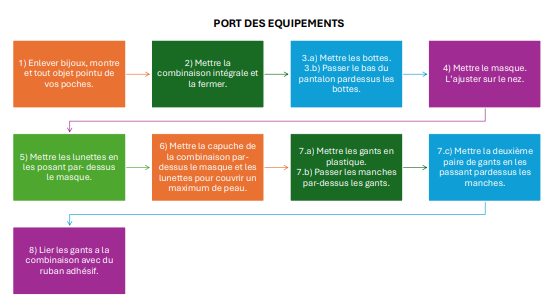 PORT DES EQUIPEMENTS
1) Enlever bijoux, montre
et tout objet pointu de
vos poches.
2) Mettre la
combinaison intégrale et
la fermer.
3.a) Mettre les bottes.
3.b) Passer le bas du
pantalon pardessus les
bottes.
4) Mettre le masque.
L'ajuster sur le nez.
5) Mettre les lunettes en
les posant par- dessus
le masque.
6) Mettre la capuche de
la combinaison par-
dessus le masque et les
lunettes pour couvrir un
maximum de peau.
7.a) Mettre les gants en
plastique.
7.b) Passer les manches
par-dessus les gants.
7.c) Mettre la deuxième
paire de gants en les
passant pardessus les
manches.
8) Lier les gants a la
combinaison avec du
ruban adhésif.